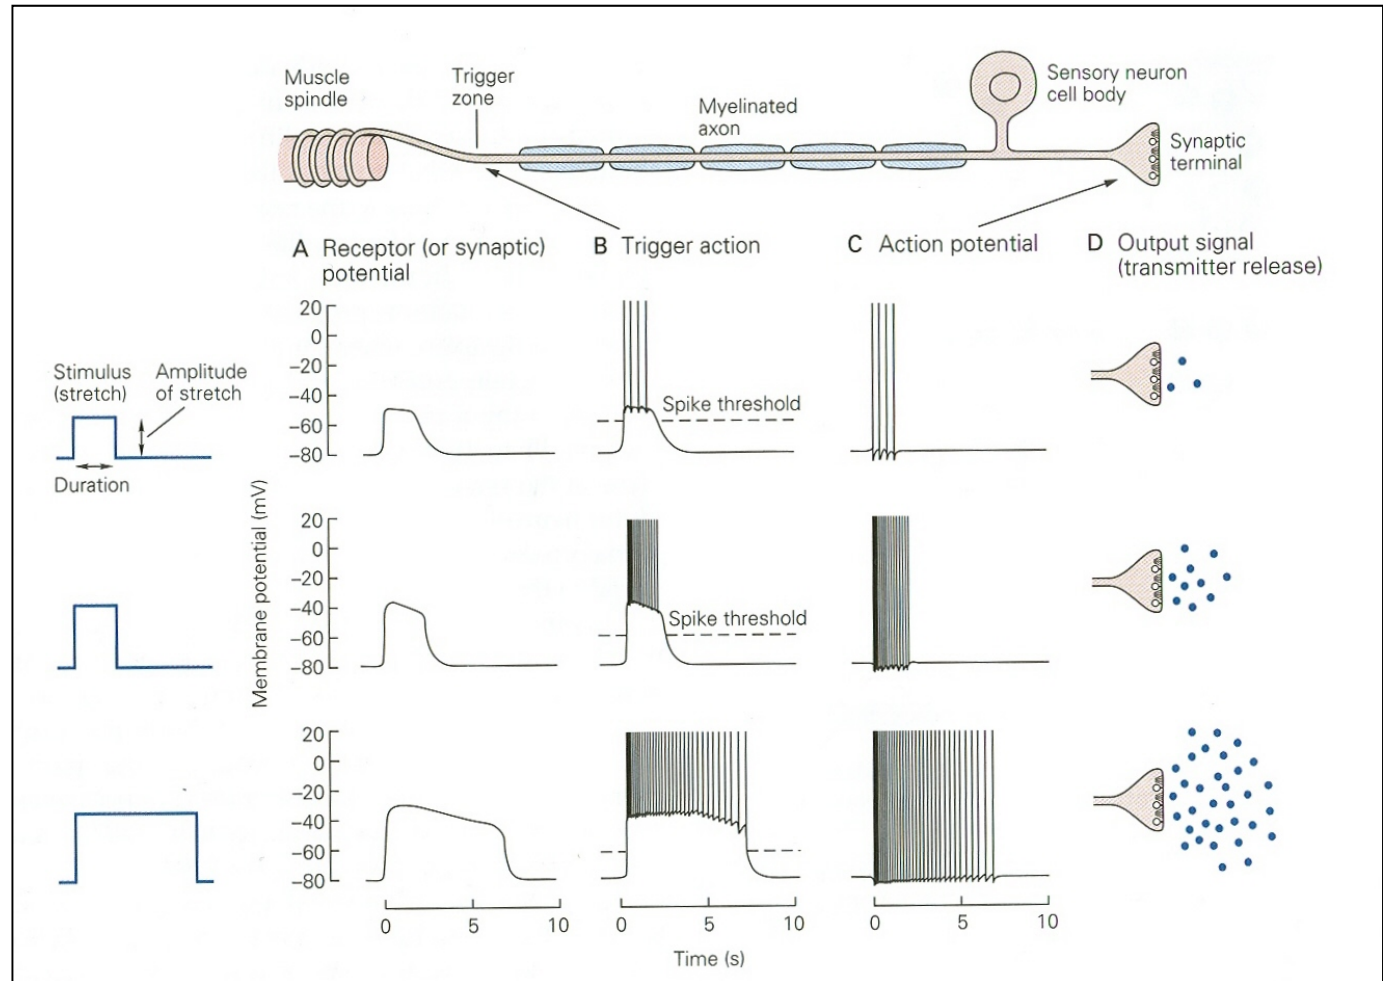 Muscle
spindle
Trigger
zone
Myelinated
axon
Sensory neuron
cell body
Synaptic
terminal
A Receptor (or synaptic)
potential
B Trigger action
C Action potential
D Output signal
(transmitter release)
Stimulus
(stretch)
Amplitude
of stretch
Duration
Membrane potential (mV)
20
0
–20
–40
–60
–80
Spike threshold
20
0
–20
–40
–60
–80
Spike threshold
20
0
–20
–40
–60
–80
0 5 10
0 5 10
0 5 10
Time (s)